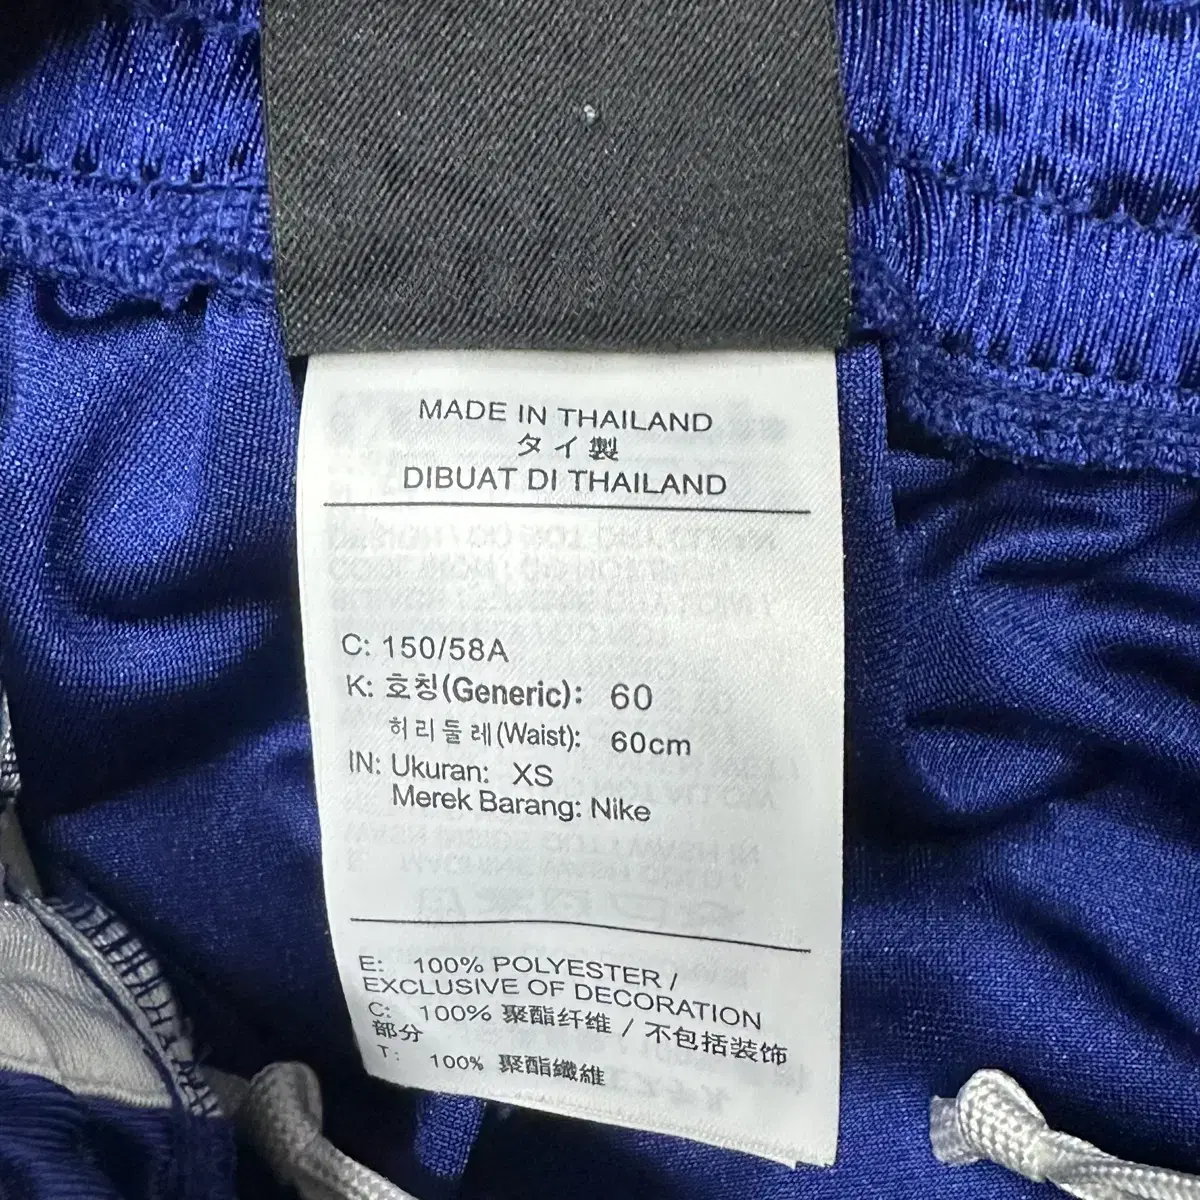 MADE IN THAILAND
タイ製
DIBUAT DI THAILAND
C: 150/58A
K: 호칭(Generic): 60
허리둘레(Waist): 60cm
IN: Ukuran: XS
Merek Barang: Nike
E: 100% POLYESTER /
EXCLUSIVE OF DECORATION
C: 100% 聚酯纤维 / 不包括装饰
部分
T: 100% 聚酯纖維